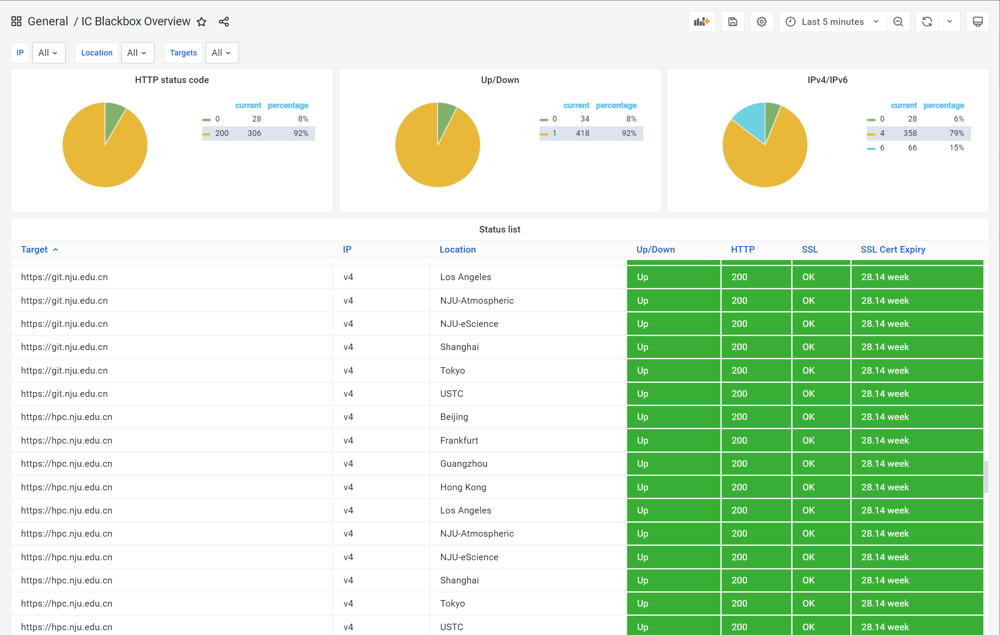 General / IC Blackbox Overview
Last 5 minutes
IP All Location All Targets All
HTTP status code
current percentage
0 28 8%
200 306 92%
Up/Down
current percentage
0 34 8%
1 418 92%
IPv4/IPv6
current percentage
0 28 6%
4 358 79%
6 66 15%
Status list
Target IP Location Up/Down HTTP SSL SSL Cert Expiry
https://git.nju.edu.cn v4 Los Angeles Up 200 OK 28.14 week
https://git.nju.edu.cn v4 NJU-Atmospheric Up 200 OK 28.14 week
https://git.nju.edu.cn v4 NJU-eScience Up 200 OK 28.14 week
https://git.nju.edu.cn v4 Shanghai Up 200 OK 28.14 week
https://git.nju.edu.cn v4 Tokyo Up 200 OK 28.14 week
https://git.nju.edu.cn v4 USTC Up 200 OK 28.14 week
https://hpc.nju.edu.cn v4 Beijing Up 200 OK 28.14 week
https://hpc.nju.edu.cn v4 Frankfurt Up 200 OK 28.14 week
https://hpc.nju.edu.cn v4 Guangzhou Up 200 OK 28.14 week
https://hpc.nju.edu.cn v4 Hong Kong Up 200 OK 28.14 week
https://hpc.nju.edu.cn v4 Los Angeles Up 200 OK 28.14 week
https://hpc.nju.edu.cn v4 NJU-Atmospheric Up 200 OK 28.14 week
https://hpc.nju.edu.cn v4 NJU-eScience Up 200 OK 28.14 week
https://hpc.nju.edu.cn v4 Shanghai Up 200 OK 28.14 week
https://hpc.nju.edu.cn v4 Tokyo Up 200 OK 28.14 week
https://hpc.nju.edu.cn v4 USTC Up 200 OK 28.14 week